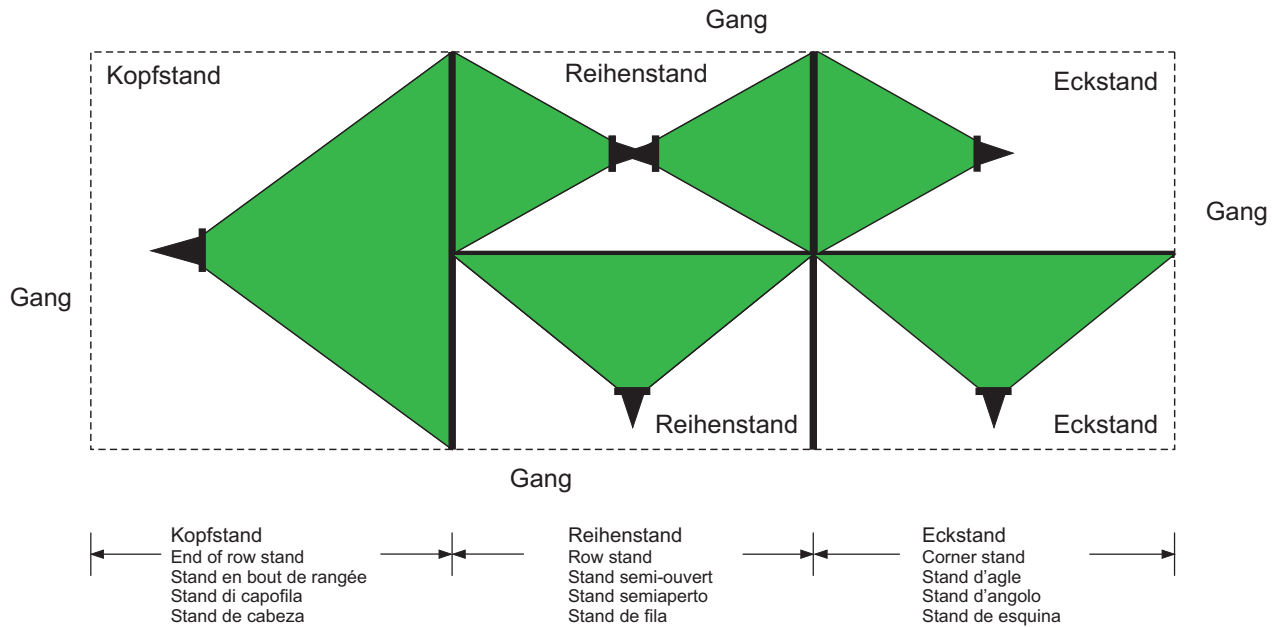 Gang
Kopfstand
Reihenstand
Eckstand
Gang
Gang
Reihenstand
Eckstand
Gang
Kopfstand
End of row stand
Stand en bout de rangée
Stand di capofila
Stand de cabeza
Reihenstand
Row stand
Stand semi-ouvert
Stand semiaperto
Stand de fila
Eckstand
Corner stand
Stand d'agle
Stand d'angolo
Stand de esquina